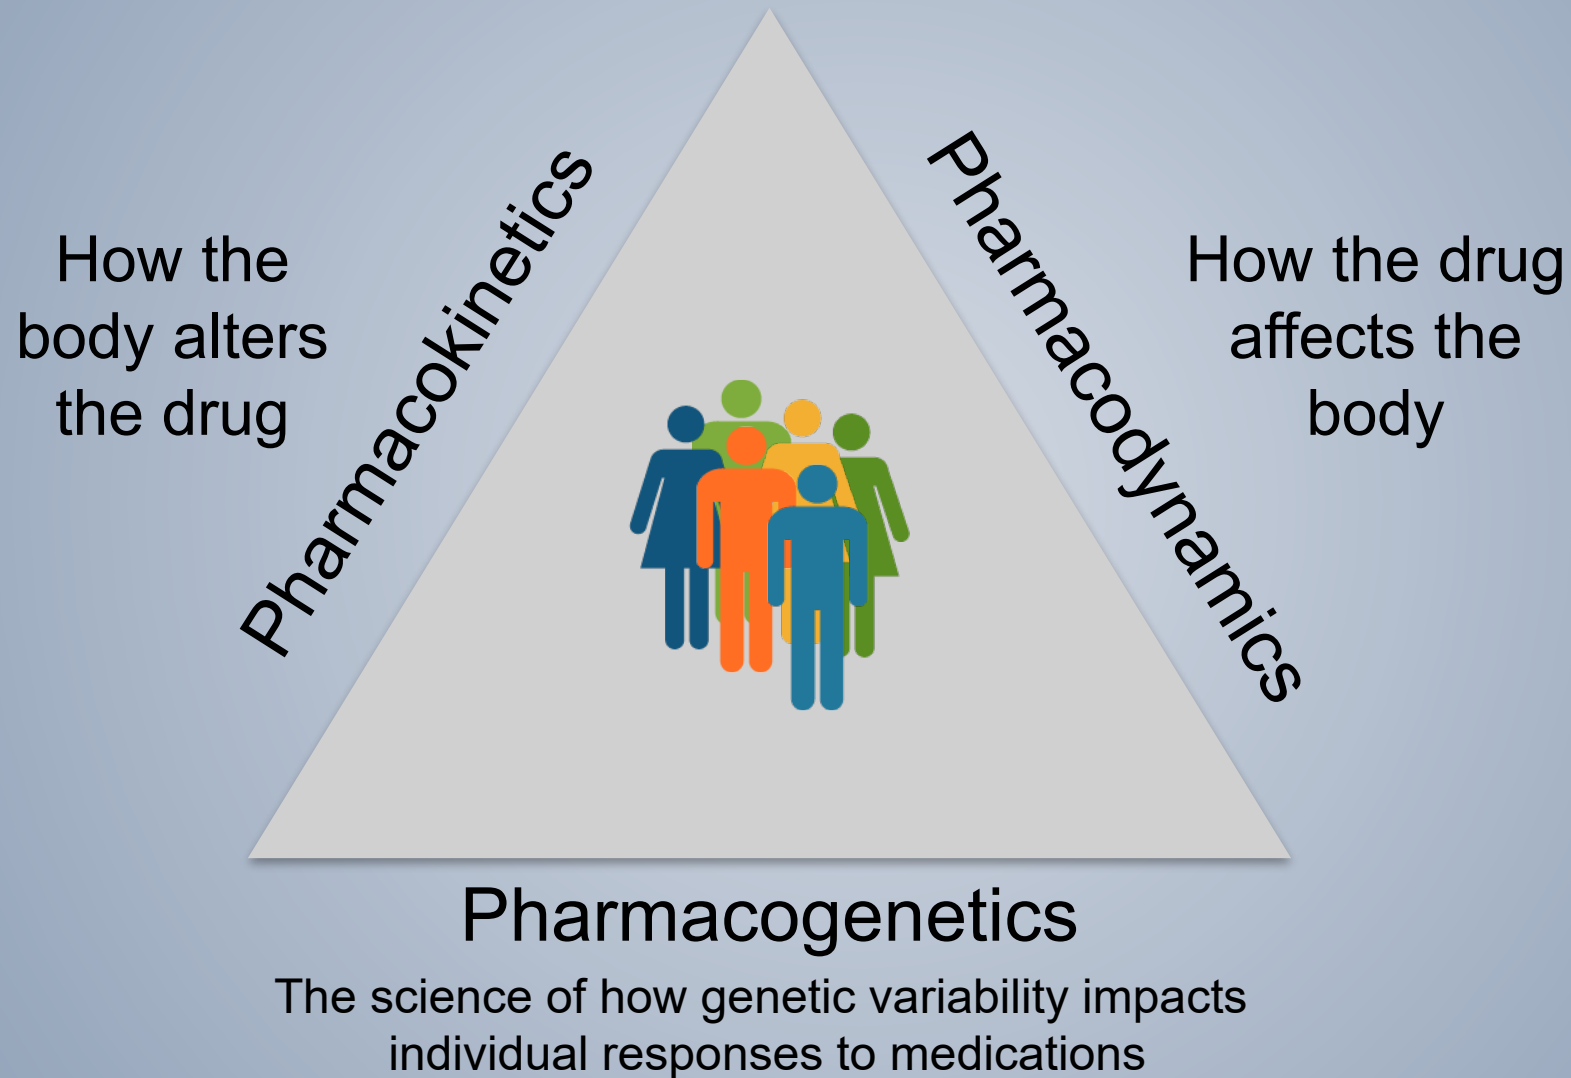 How the
body alters
the drug
Pharmacokinetics
Pharmacodynamics
How the drug
affects the
body
Pharmacogenetics
The science of how genetic variability impacts
individual responses to medications